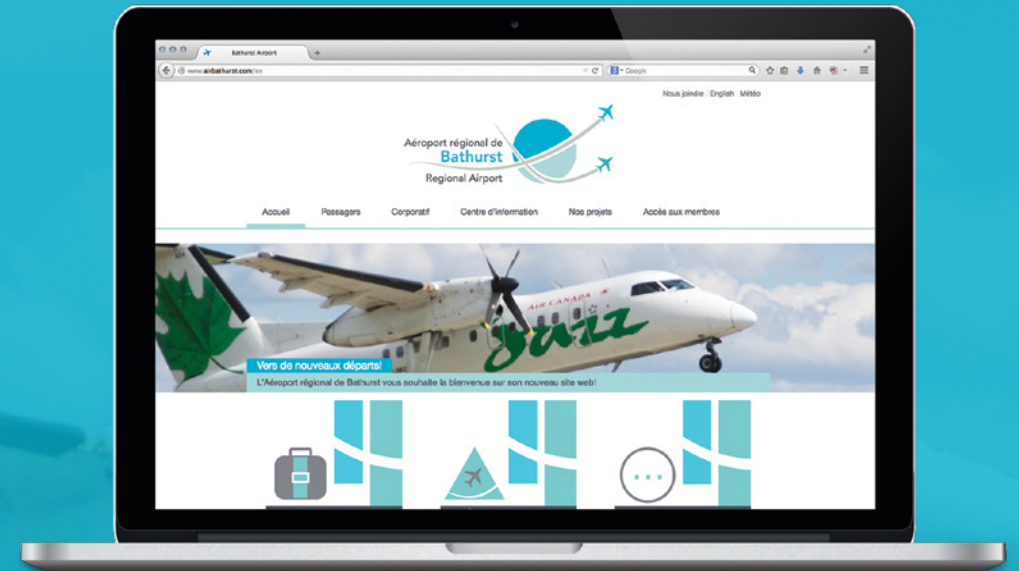 Bathurst Airport
www.airbathurst.com/en
Google
Nous joindre English Météo
Aéroport régional de
Bathurst
Regional Airport
Accueil Passagers Corporatif Centre d'information Nos projets Accès aux membres
AIR CANADA
Jazz
Vers de nouveaux départs!
L'Aéroport régional de Bathurst vous souhaite la bienvenue sur son nouveau site web!